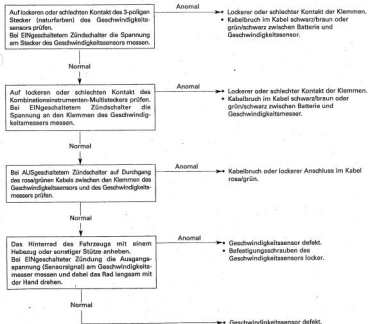 Auf lockeren oder schlechten Kontakt des 3-poligen
Stecker (naturfarben) des Geschwindigkeits-
sensors prüfen.
Bei EINgeschaltetem Zündschalter die Spannung
am Stecker des Geschwindigkeitssensors messen.
Anomal
• Lockerer oder schlechter Kontakt der Klemmen.
• Kabelbruch im Kabel schwarz/braun oder
grün/schwarz zwischen Batterie und
Geschwindigkeitssensor.
Normal
Auf lockeren oder schlechten Kontakt des
Kombinationsinstrumenten-Multisteckers prüfen.
Bei EINgeschaltetem Zündschalter die
Spannung an den Klemmen des Geschwindig-
keitsmessers messen.
Anomal
• Lockerer oder schlechter Kontakt der Klemmen.
• Kabelbruch im Kabel schwarz/braun oder
grün/schwarz zwischen Batterie und
Geschwindigkeitsmesser.
Normal
Bei AUSgeschaltetem Zündschalter auf Durchgang
des rosa/grünen Kabels zwischen den Klemmen des
Geschwindigkeitssensors und des Geschwindigkeits-
messers prüfen.
Anomal
• Kabelbruch oder lockerer Anschluss im Kabel
rosa/grün.
Normal
Das Hinterrad des Fahrzeugs mit einem
Hebezug oder sonstiger Stütze anheben.
Bei EINgeschalteter Zündung die Ausgangs-
spannung (Sensorsignal) am Geschwindigkeits-
messer messen und dabei das Rad langsam mit
der Hand drehen.
Anomal
• Geschwindigkeitssensor defekt.
• Befestigungsschrauben des
Geschwindigkeitssensors locker.
Normal
• Geschwindigkeitssensor defekt.